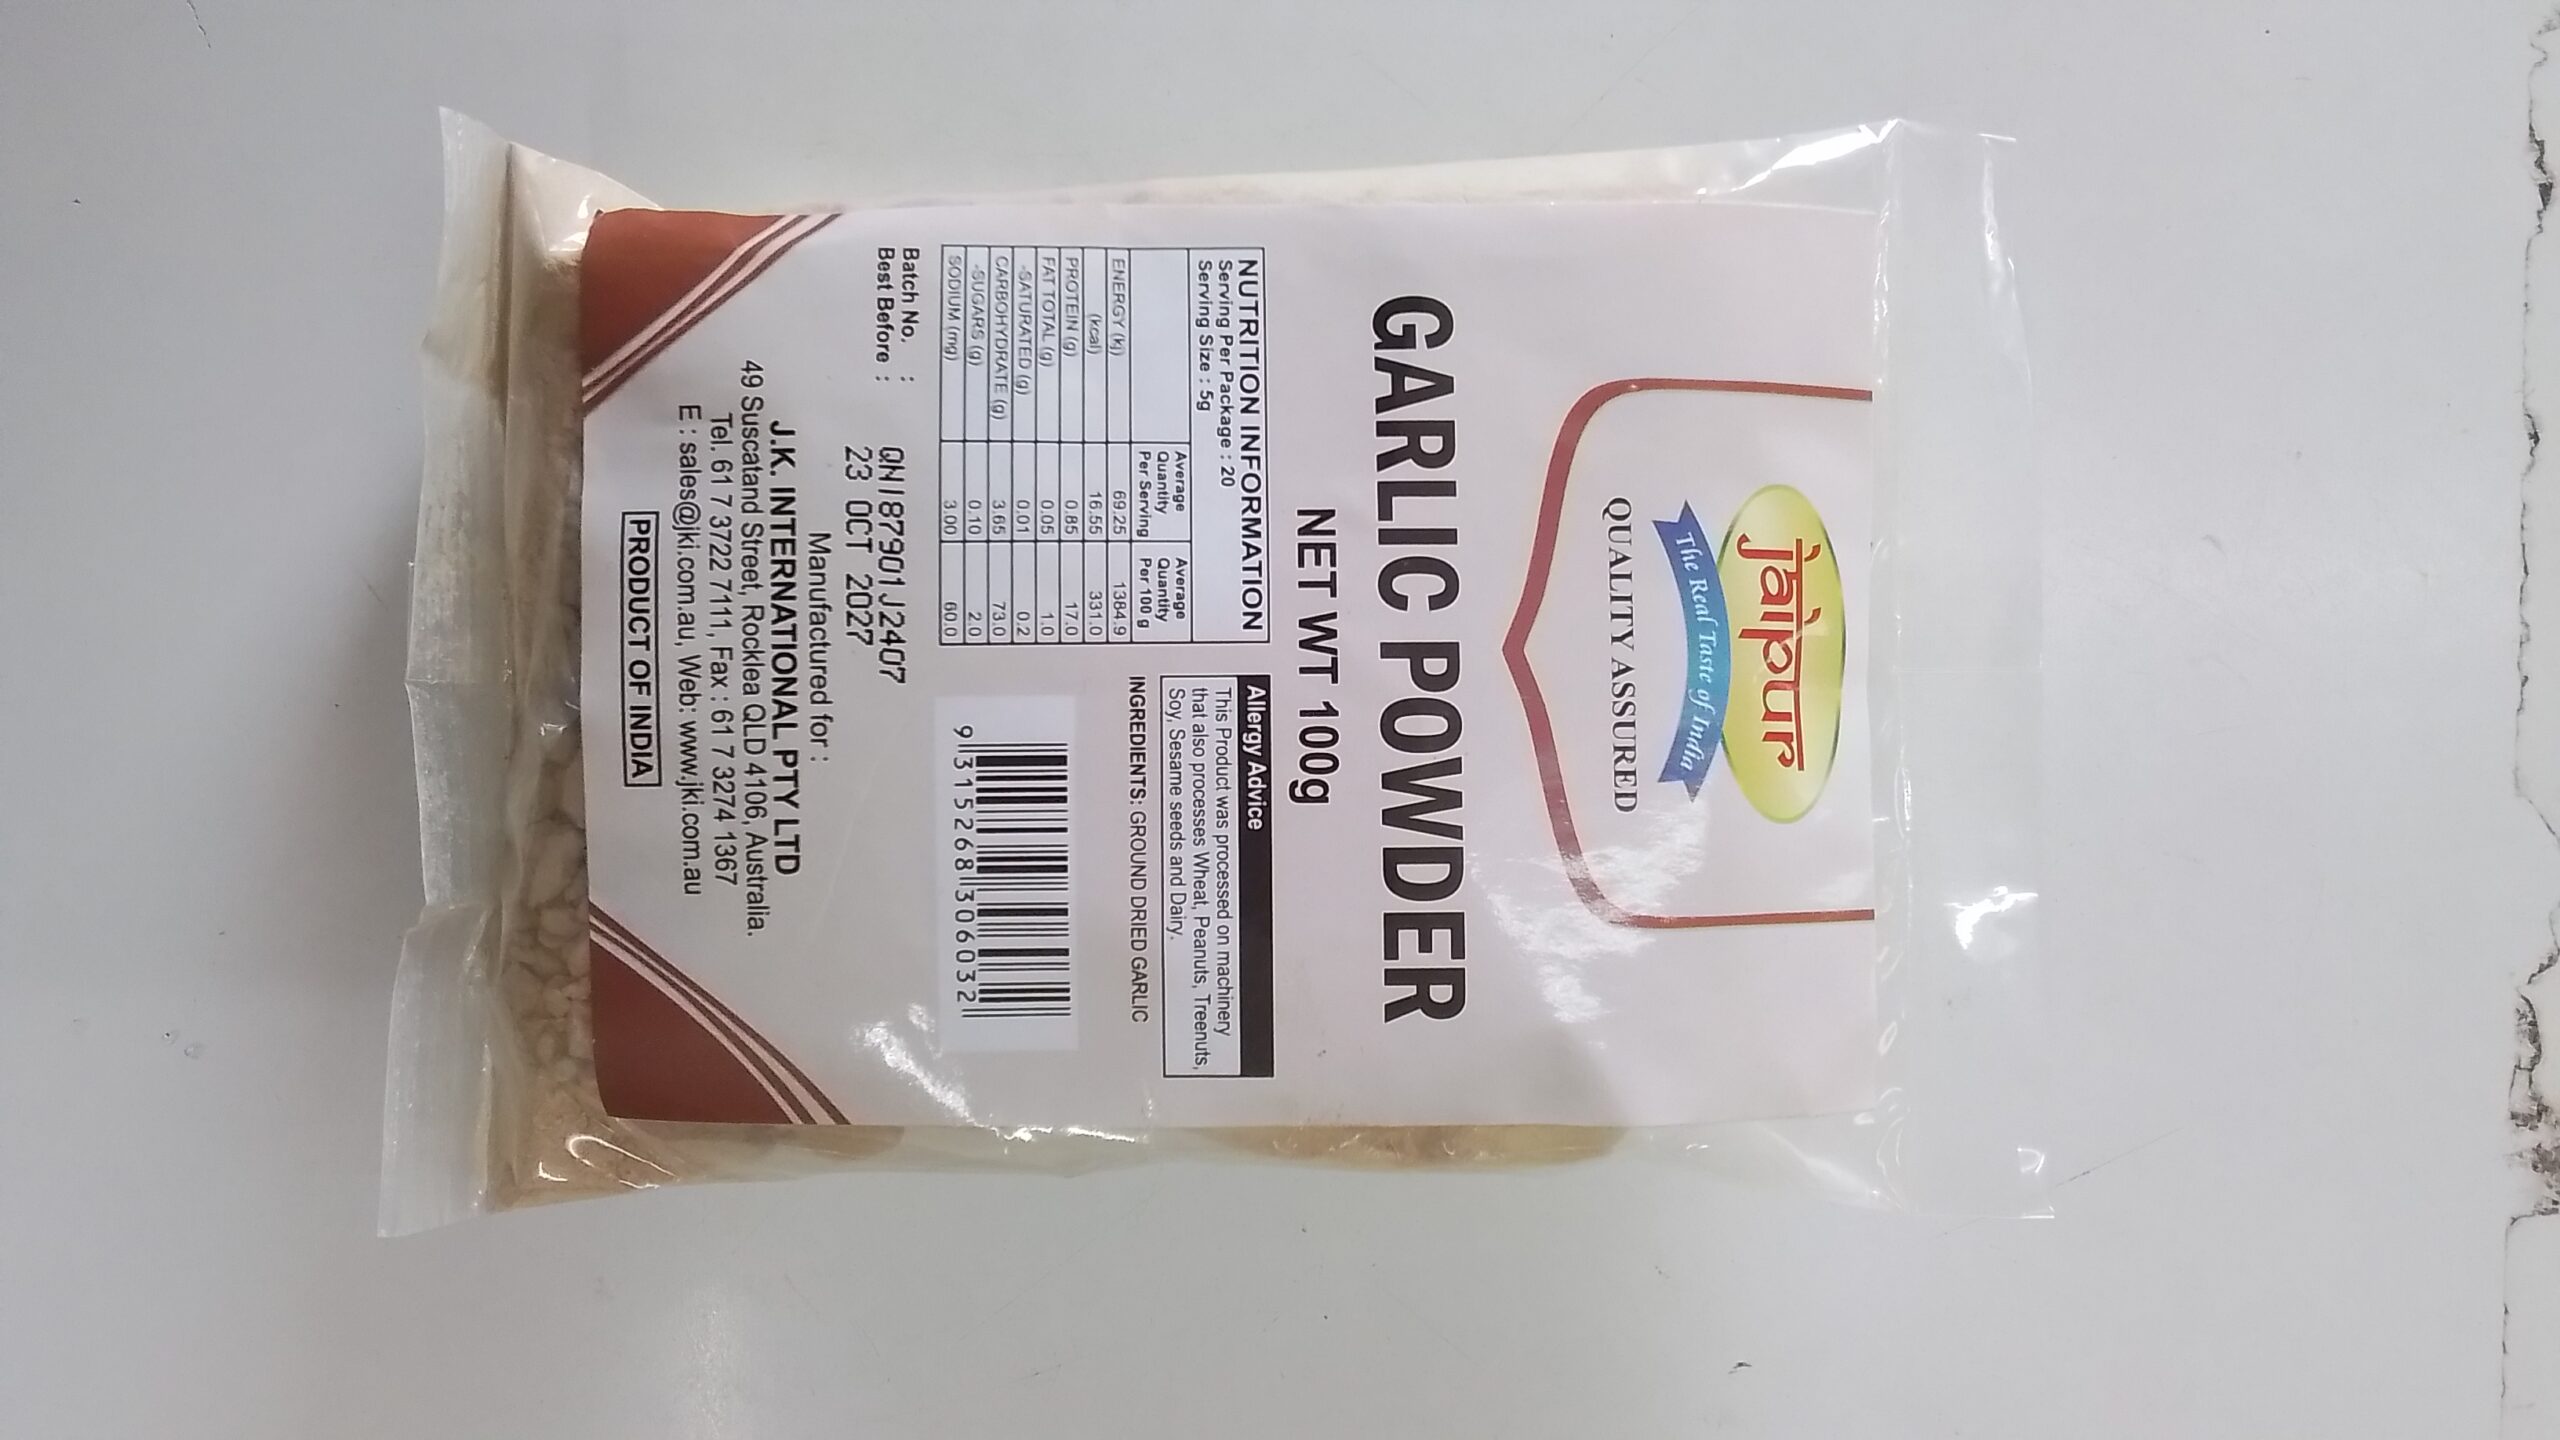 jaipur
The Real Taste of India
QUALITY ASSURED
GARLIC POWDER
NET WT 100g
NUTRITION INFORMATION
Serving Per Package : 20
Serving Size : 5g
Average Quantity Per Serving Average Quantity Per 100 g
ENERGY (kj) 69.25 1384.9
(kcal) 16.55 331.0
PROTEIN (g) 0.85 17.0
FAT TOTAL (g) 0.05 1.0
-SATURATED (g) 0.01 0.2
CARBOHYDRATE (g) 3.65 73.0
-SUGARS (g) 0.10 2.0
SODIUM (mg) 3.00 60.0
Allergy Advice
This Product was processed on machinery
that also processes Wheat, Peanuts, Treenuts,
Soy, Sesame seeds and Dairy.
INGREDIENTS: GROUND DRIED GARLIC
9 315268 306032
Batch No. : QN187901J2407
Best Before : 23 OCT 2027
Manufactured for :
J.K. INTERNATIONAL PTY LTD
49 Suscatand Street, Rocklea QLD 4106, Australia.
Tel. 61 7 3722 7111, Fax : 61 7 3274 1367
E : sales@jki.com.au, Web: www.jki.com.au
PRODUCT OF INDIA